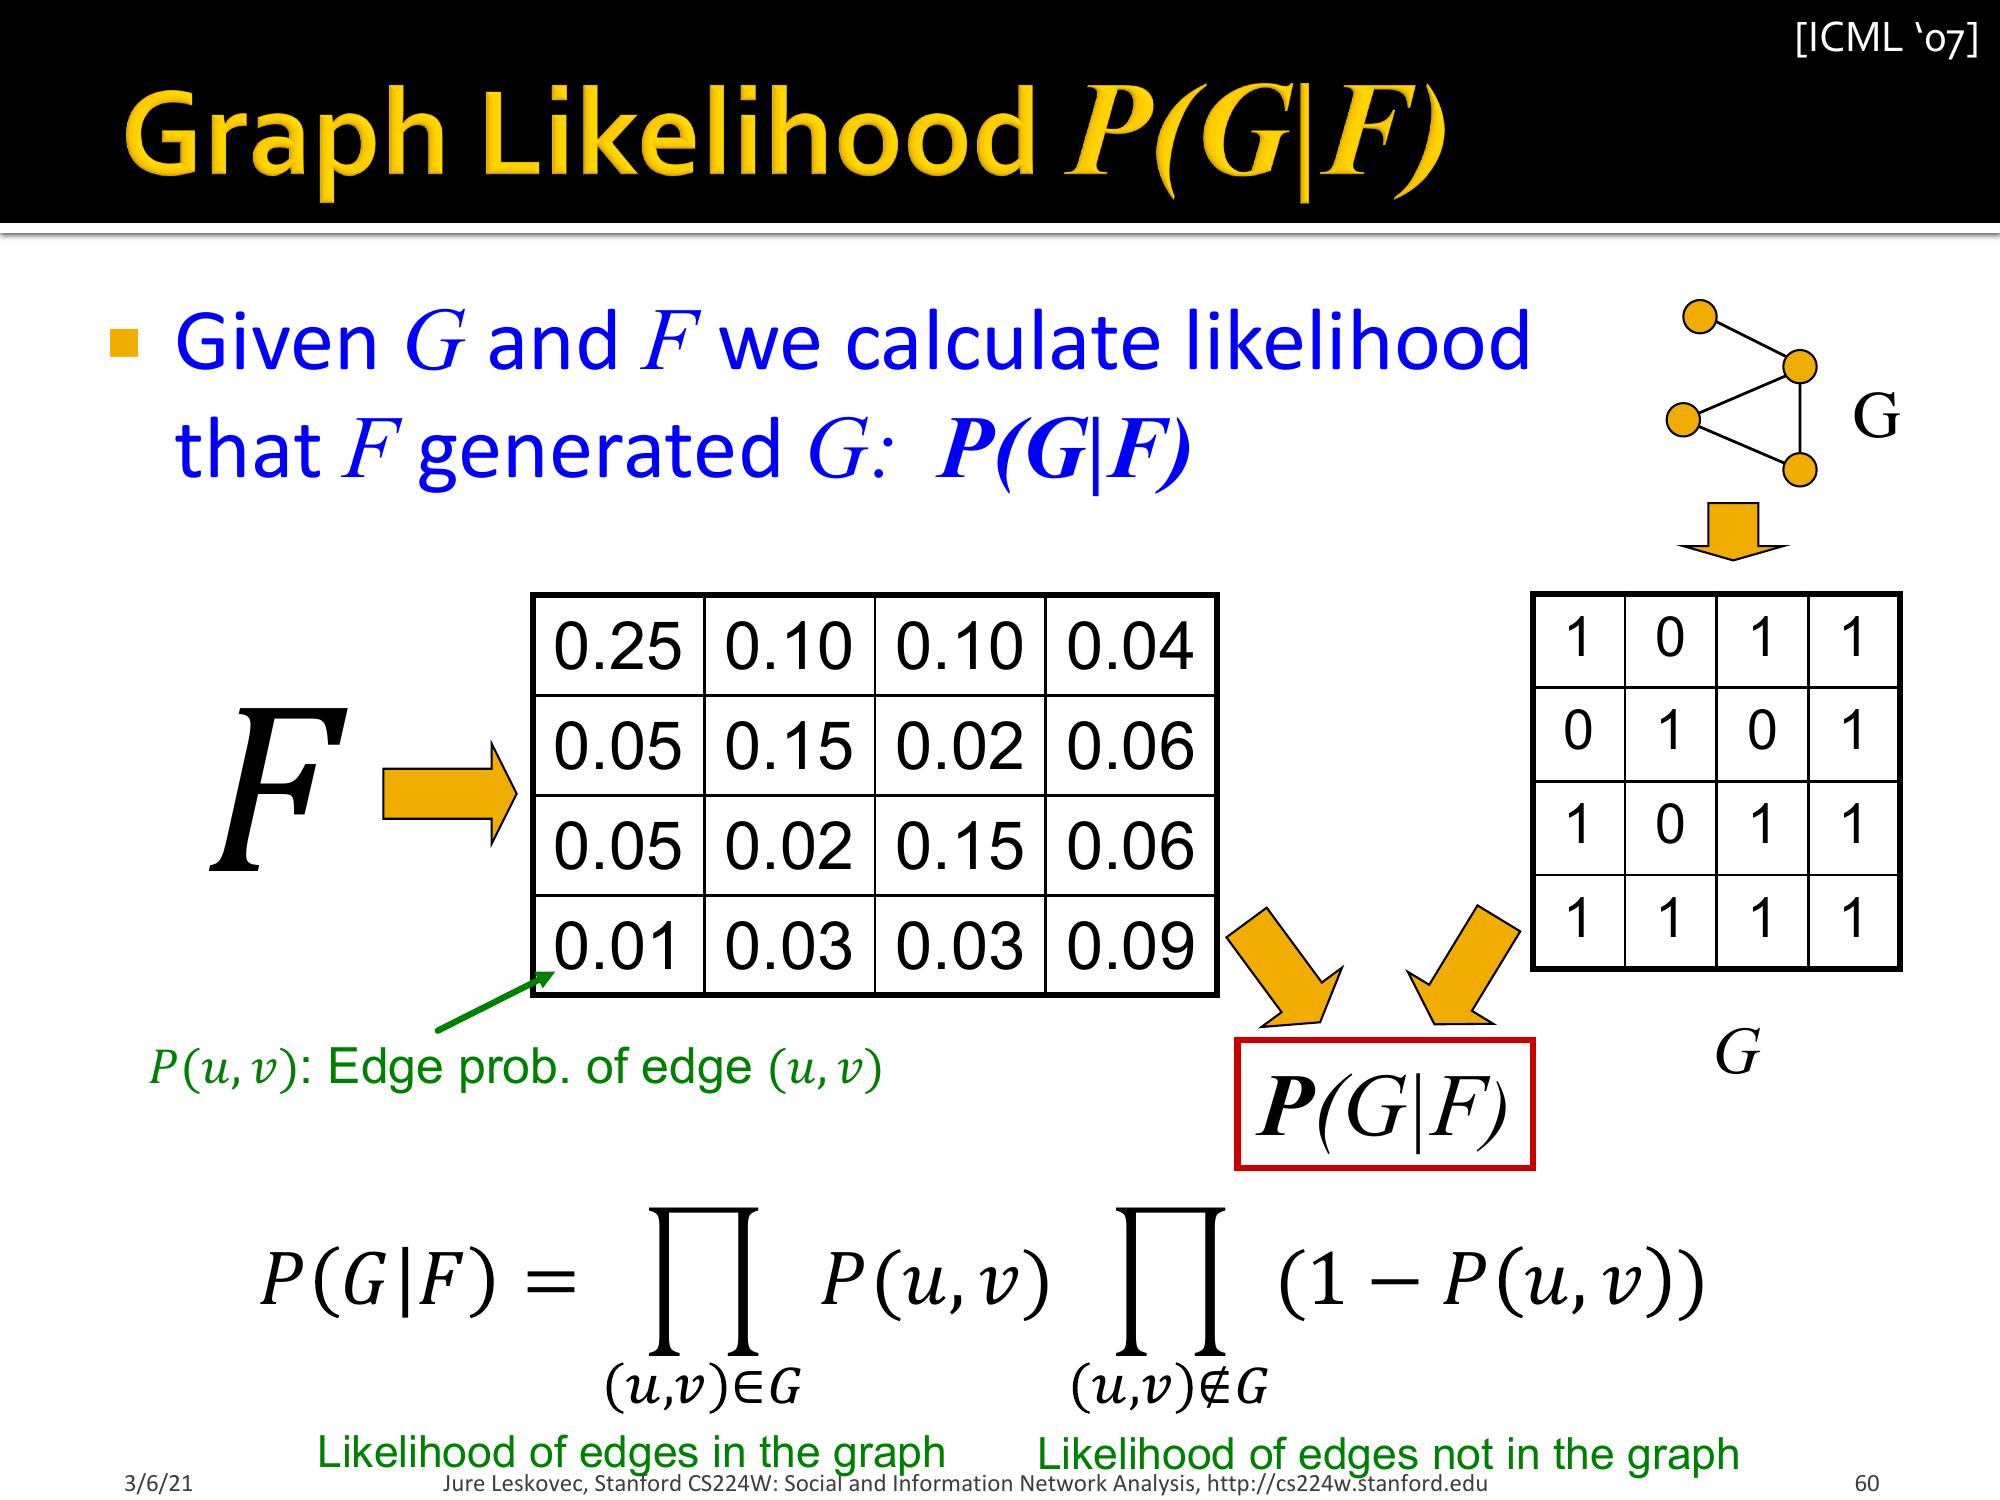 [ICML ‘07]
Graph Likelihood P(G|F)
Given G and F we calculate likelihood
that F generated G: P(G|F)
G
F
0.25 0.10 0.10 0.04
0.05 0.15 0.02 0.06
0.05 0.02 0.15 0.06
0.01 0.03 0.03 0.09
1 0 1 1
0 1 0 1
1 0 1 1
1 1 1 1
G
P(u, v): Edge prob. of edge (u, v)
P(G|F)
P(G|F) = ∏ P(u, v) ∏ (1 − P(u, v))
(u,v)∈G (u,v)∉G
Likelihood of edges in the graph Likelihood of edges not in the graph
3/6/21 Jure Leskovec, Stanford CS224W: Social and Information Network Analysis, http://cs224w.stanford.edu 60